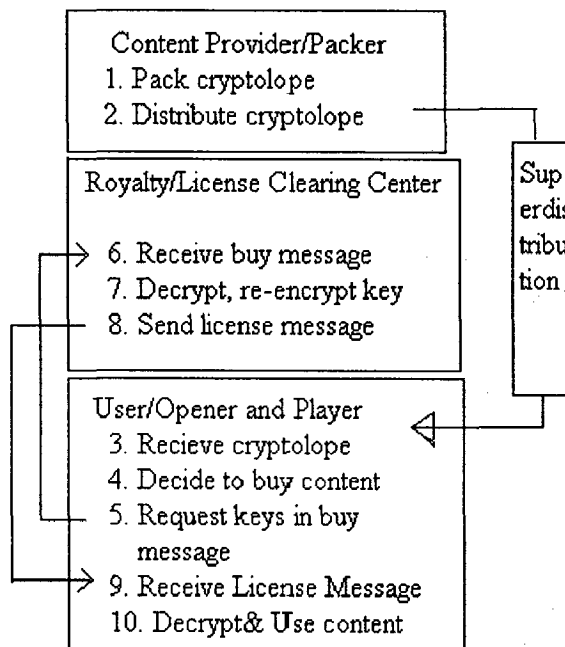 Content Provider/Packer
1. Pack cryptolope
2. Distribute cryptolope
Royalty/License Clearing Center
6. Receive buy message
7. Decrypt, re-encrypt key
8. Send license message
User/Opener and Player
3. Recieve cryptolope
4. Decide to buy content
5. Request keys in buy
message
9. Receive License Message
10. Decrypt& Use content
Sup
erdis
tribu
tion